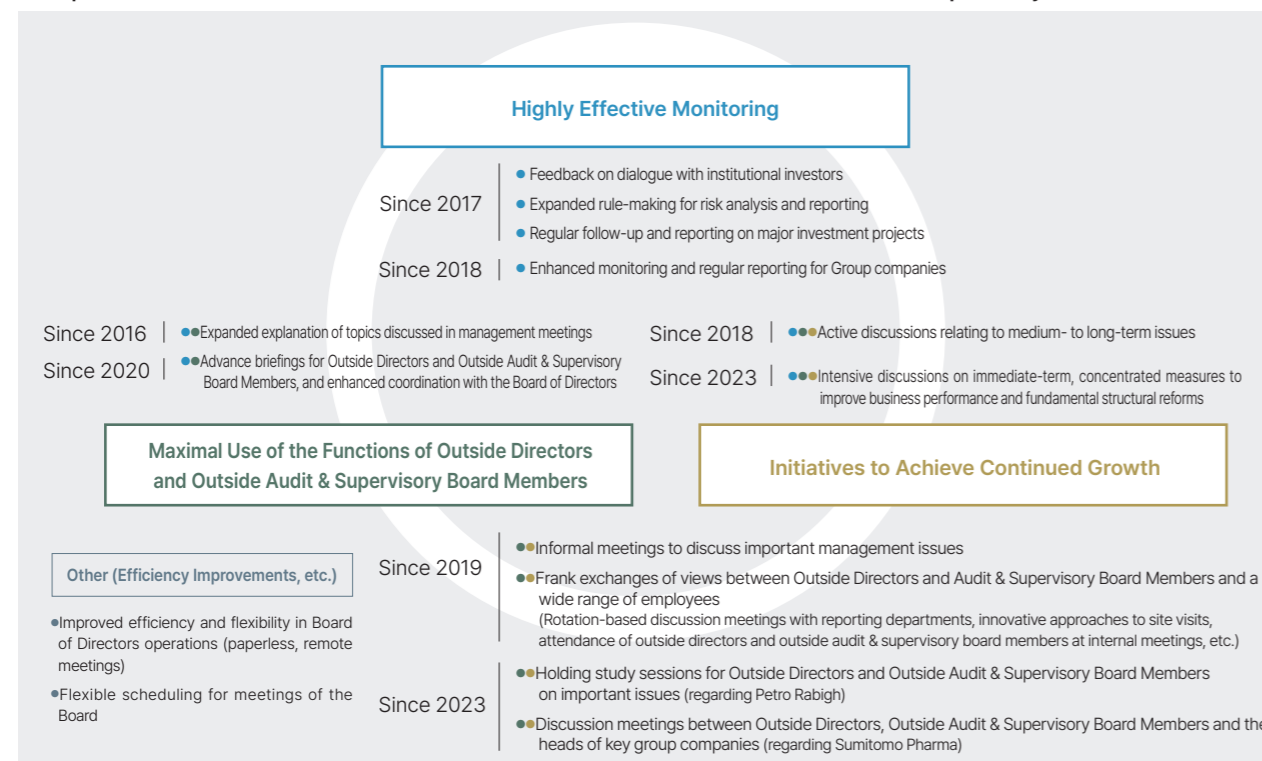 Highly Effective Monitoring
Since 2017
● Feedback on dialogue with institutional investors
● Expanded rule-making for risk analysis and reporting
● Regular follow-up and reporting on major investment projects
Since 2018
● Enhanced monitoring and regular reporting for Group companies
Since 2016
●●Expanded explanation of topics discussed in management meetings
Since 2020
●●Advance briefings for Outside Directors and Outside Audit & Supervisory
Board Members, and enhanced coordination with the Board of Directors
Since 2018
●●●Active discussions relating to medium- to long-term issues
Since 2023
●●●Intensive discussions on immediate-term, concentrated measures to
improve business performance and fundamental structural reforms
Maximal Use of the Functions of Outside Directors
and Outside Audit & Supervisory Board Members
Initiatives to Achieve Continued Growth
Other (Efficiency Improvements, etc.)
●Improved efficiency and flexibility in Board
of Directors operations (paperless, remote
meetings)
●Flexible scheduling for meetings of the
Board
Since 2019
●●Informal meetings to discuss important management issues
●●Frank exchanges of views between Outside Directors and Audit & Supervisory Board Members and a
wide range of employees
(Rotation-based discussion meetings with reporting departments, innovative approaches to site visits,
attendance of outside directors and outside audit & supervisory board members at internal meetings, etc.)
Since 2023
●●Holding study sessions for Outside Directors and Outside Audit & Supervisory Board Members
on important issues (regarding Petro Rabigh)
●●Discussion meetings between Outside Directors, Outside Audit & Supervisory Board Members and the
heads of key group companies (regarding Sumitomo Pharma)